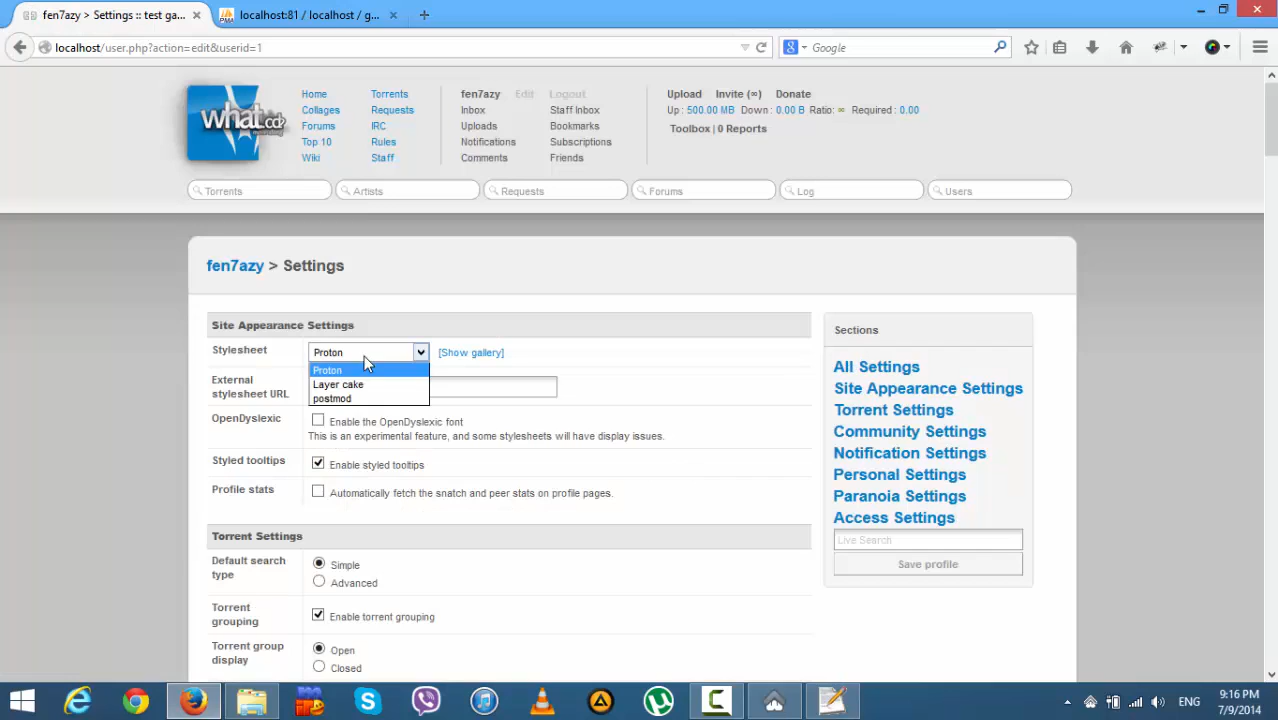 fen7azy > Settings :: test ga...
localhost:81 / localhost / g...
localhost/user.php?action=edit&userid=1
Google
what.cd
Home
Torrents
Collages
Requests
Forums
IRC
Top 10
Rules
Wiki
Staff
fen7azy Edit Logout
Inbox
Staff Inbox
Uploads
Bookmarks
Notifications
Subscriptions
Comments
Friends
Upload Invite (∞) Donate
Up: 500.00 MB Down: 0.00 B Ratio: ∞ Required: 0.00
Toolbox | 0 Reports
Torrents
Artists
Requests
Forums
Log
Users
fen7azy > Settings
Site Appearance Settings
Stylesheet
Proton
[Show gallery]
Proton
Layer cake
postmod
External
stylesheet URL
OpenDyslexic
Enable the OpenDyslexic font
This is an experimental feature, and some stylesheets will have display issues.
Styled tooltips
Enable styled tooltips
Profile stats
Automatically fetch the snatch and peer stats on profile pages.
Torrent Settings
Default search
type
Simple
Advanced
Torrent
grouping
Enable torrent grouping
Torrent group
display
Open
Closed
Sections
All Settings
Site Appearance Settings
Torrent Settings
Community Settings
Notification Settings
Personal Settings
Paranoia Settings
Access Settings
Live Search
Save profile
ENG
9:16 PM
7/9/2014